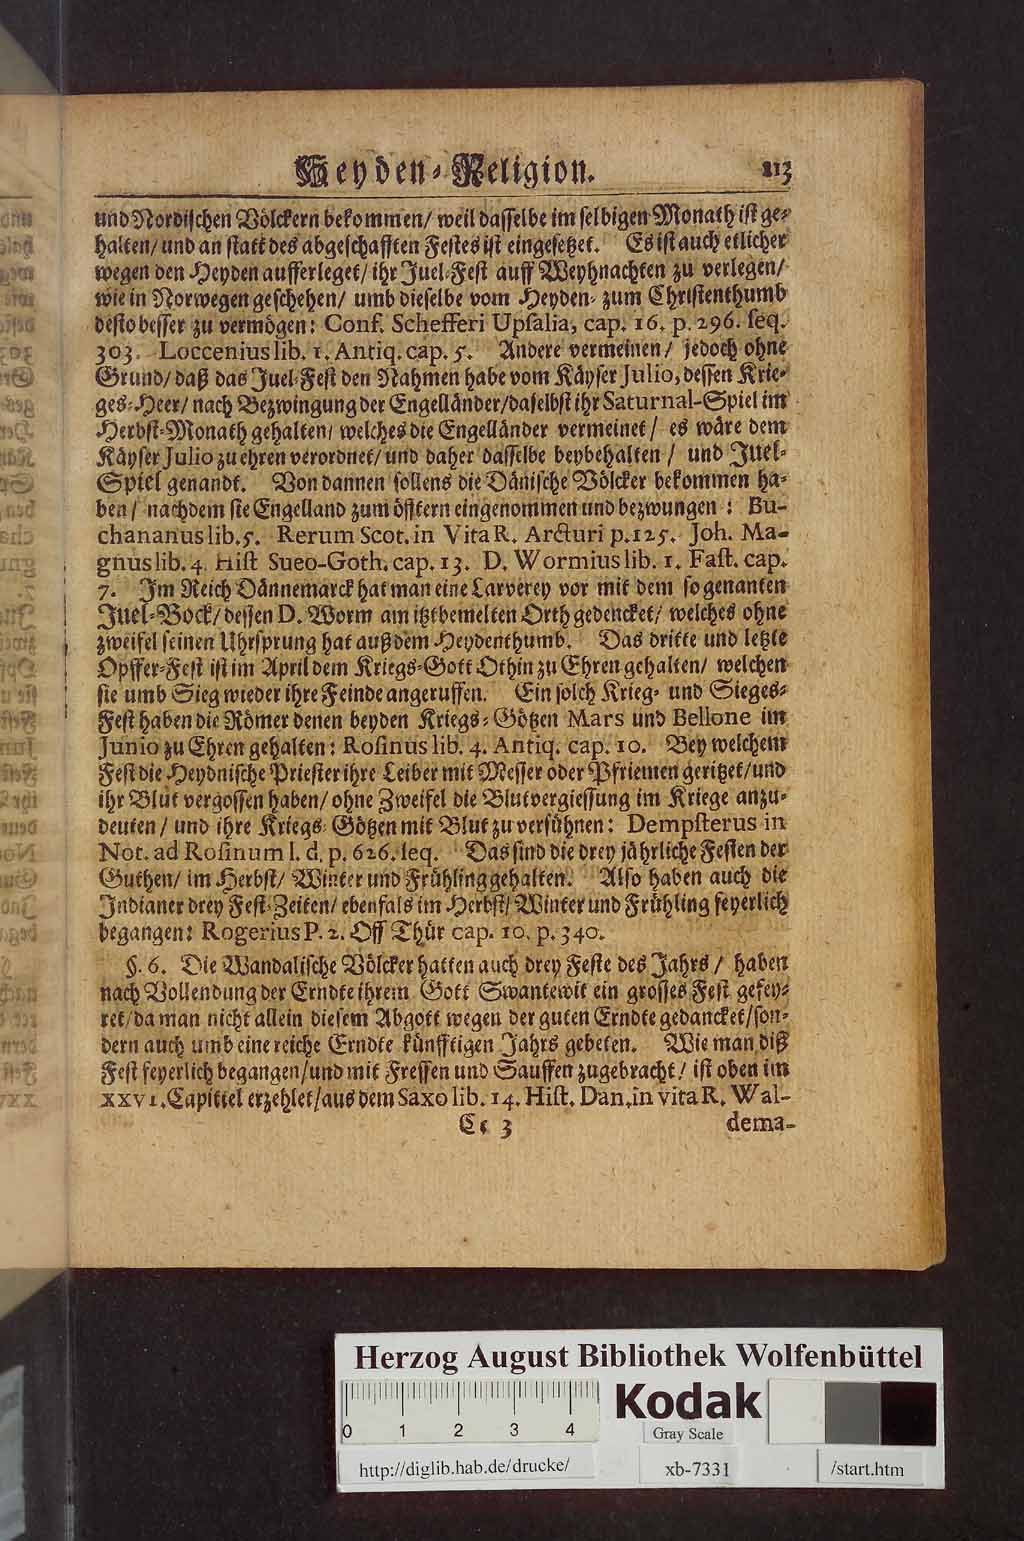 Heyden-Religion. 213
und Nordischen Völckern bekommen/ weil dasselbe im selbigen Monath ist ge-
halten/ und an statt des abgeschafften Festes ist eingesetzet. Es ist auch etlicher
wegen den Heyden aufferleget/ ihr Juel-Fest auff Weyhnachten zu verlegen/
wie in Norwegen geschehen/ umb dieselbe vom Heyden- zum Christenthumb
desto besser zu vermögen: Conf. Schefferi Upsalia, cap. 16. p. 296. seq.
303. Loccenius lib. 1. Antiq. cap. 5. Andere vermeinen/ jedoch ohne
Grund/ daß das Juel-Fest den Nahmen habe vom Käyser Julio, dessen Krie-
ges-Heer/ nach Bezwingung der Engelländer/ daselbst ihr Saturnal-Spiel im
Herbst-Monath gehalten/ welches die Engelländer vermeinet/ es wäre dem
Käyser Julio zu ehren verordnet/ und daher dasselbe beybehalten/ und Juel-
Spiel genandt. Von dannen sollens die Dänische Völcker bekommen ha-
ben/ nachdem sie Engelland zum öfftern eingenommen und bezwungen: Bu-
chananus lib. 5. Rerum Scot. in Vita R. Arcturi p. 125. Joh. Ma-
gnus lib. 4. Hist Sueo-Goth. cap. 13. D. Wormius lib. 1. Fast. cap.
7. Im Reich Dännemarck hat man eine Larverey vor mit dem so genanten
Juel-Bock/ dessen D. Worm am itztbemelten Orth gedencket/ welches ohne
zweifel seinen Uhrsprung hat auß dem Heydenthumb. Das dritte und letzte
Opffer-Fest ist im April dem Kriegs-Gott Othin zu Ehren gehalten/ welchen
sie umb Sieg wieder ihre Feinde angeruffen. Ein solch Krieg- und Sieges-
Fest haben die Römer denen beyden Kriegs-Götzen Mars und Bellone im
Junio zu Ehren gehalten: Rosinus lib. 4. Antiq. cap. 10. Bey welchem
Fest die Heydnische Priester ihre Leiber mit Messer oder Pfriemen geritzet/ und
ihr Blut vergossen haben/ ohne Zweifel die Blutvergiessung im Kriege anzu-
deuten/ und ihre Kriegs-Götzen mit Blut zu versühnen: Dempsterus in
Not. ad Rosinum l. d. p. 626. seq. Das sind die drey jährliche Festen der
Guthen/ im Herbst/ Winter und Frühling gehalten. Also haben auch die
Indianer drey Fest-Zeiten/ ebenfals im Herbst/ Winter und Frühling feyerlich
begangen: Rogerius P. 2. Off Thür cap. 10. p. 340.
§. 6. Die Wandalische Völcker hatten auch drey Feste des Jahrs/ haben
nach Vollendung der Erndte ihrem Gott Swantewit ein grosses Fest gefey-
ret/ da man nicht allein diesem Abgott wegen der guten Erndte gedancket/ son-
dern auch umb eine reiche Erndte künfftigen Jahrs gebeten. Wie man diß
Fest feyerlich begangen/ und mit Fressen und Sauffen zugebracht/ ist oben im
XXVI. Capittel erzehlet/ aus dem Saxo lib. 14. Hist. Dan. in vita R. Wal-
Cc 3 dema-
Herzog August Bibliothek Wolfenbüttel
0 1 2 3 4
Kodak
Gray Scale
http://diglib.hab.de/drucke/ xb-7331 /start.htm